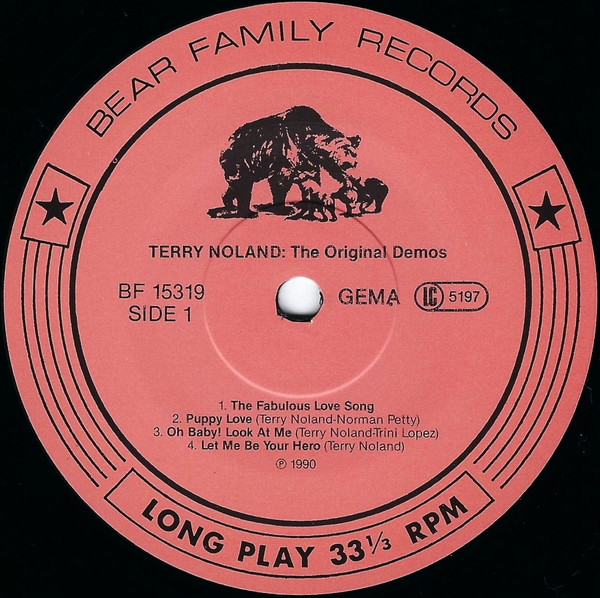 BEAR FAMILY RECORDS
TERRY NOLAND: The Original Demos
BF 15319
SIDE 1
GEMA LC 5197
1. The Fabulous Love Song
2. Puppy Love (Terry Noland-Norman Petty)
3. Oh Baby! Look At Me (Terry Noland-Trini Lopez)
4. Let Me Be Your Hero (Terry Noland)
℗ 1990
LONG PLAY 33⅓ RPM